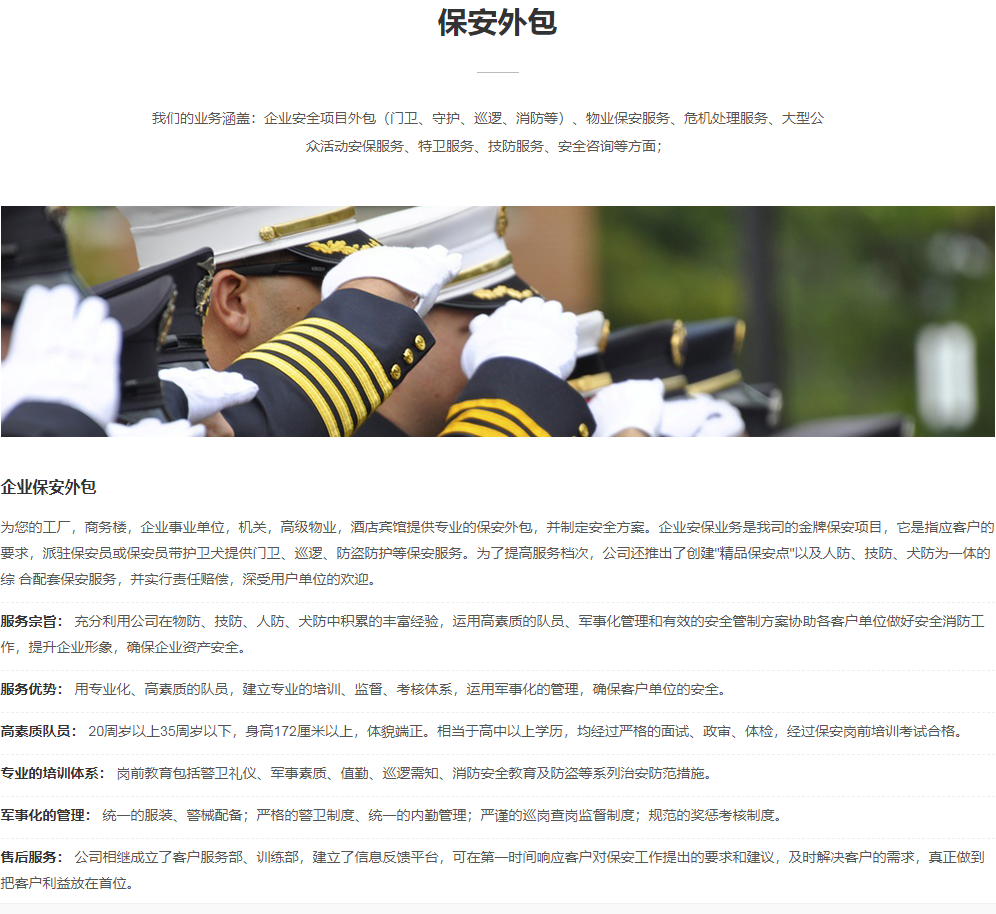 保安外包
我们的业务涵盖：企业安全项目外包（门卫、守护、巡逻、消防等）、物业保安服务、危机处理服务、大型公
众活动安保服务、特卫服务、技防服务、安全咨询等方面；
企业保安外包
为您的工厂，商务楼，企业事业单位，机关，高级物业，酒店宾馆提供专业的保安外包，并制定安全方案。企业安保业务是我司的金牌保安项目，它是指应客户的
要求，派驻保安员或保安员带护卫犬提供门卫、巡逻、防盗防护等保安服务。为了提高服务档次，公司还推出了创建"精品保安点"以及人防、技防、犬防为一体的
综 合配套保安服务，并实行责任赔偿，深受用户单位的欢迎。
服务宗旨： 充分利用公司在物防、技防、人防、犬防中积累的丰富经验，运用高素质的队员、军事化管理和有效的安全管制方案协助各客户单位做好安全消防工
作，提升企业形象，确保企业资产安全。
服务优势： 用专业化、高素质的队员，建立专业的培训、监督、考核体系，运用军事化的管理，确保客户单位的安全。
高素质队员： 20周岁以上35周岁以下，身高172厘米以上，体貌端正。相当于高中以上学历，均经过严格的面试、政审、体检，经过保安岗前培训考试合格。
专业的培训体系： 岗前教育包括警卫礼仪、军事素质、值勤、巡逻需知、消防安全教育及防盗等系列治安防范措施。
军事化的管理： 统一的服装、警械配备；严格的警卫制度、统一的内勤管理；严谨的巡岗查岗监督制度；规范的奖惩考核制度。
售后服务： 公司相继成立了客户服务部、训练部，建立了信息反馈平台，可在第一时间响应客户对保安工作提出的要求和建议，及时解决客户的需求，真正做到
把客户利益放在首位。